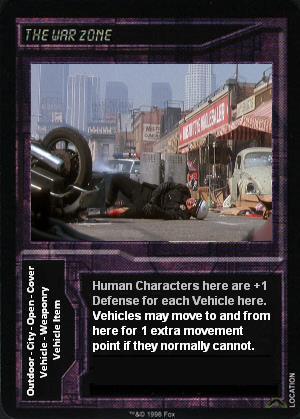 THE WAR ZONE
Human Characters here are +1
Defense for each Vehicle here.
Vehicles may move to and from
here for 1 extra movement
point if they normally cannot.
Outdoor - City - Open - Cover
Vehicle - Weaponry
Vehicle Item
LOCATION
™&© 1998 Fox